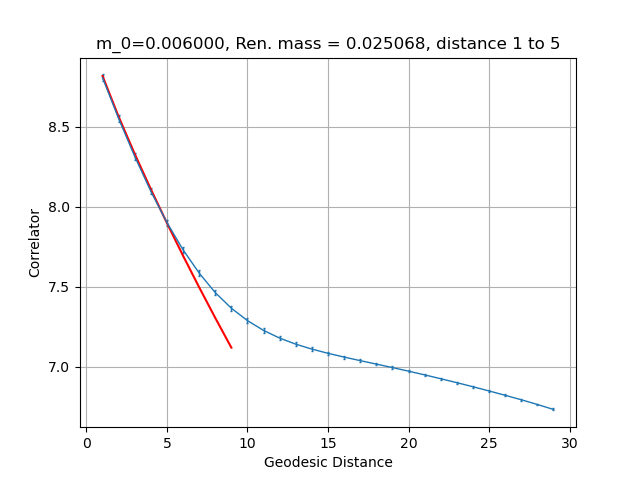 m_0=0.006000, Ren. mass = 0.025068, distance 1 to 5
8.5
8.0
7.5
7.0
Correlator
0 5 10 15 20 25 30
Geodesic Distance